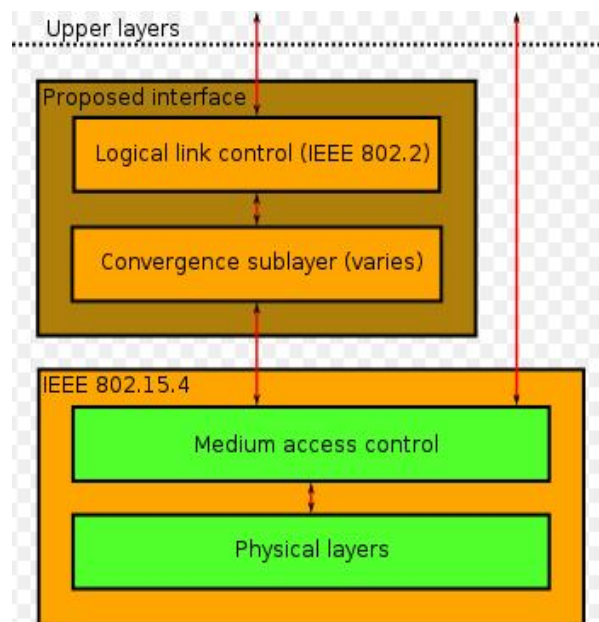 Upper layers
Proposed interface
Logical link control (IEEE 802.2)
Convergence sublayer (varies)
IEEE 802.15.4
Medium access control
Physical layers